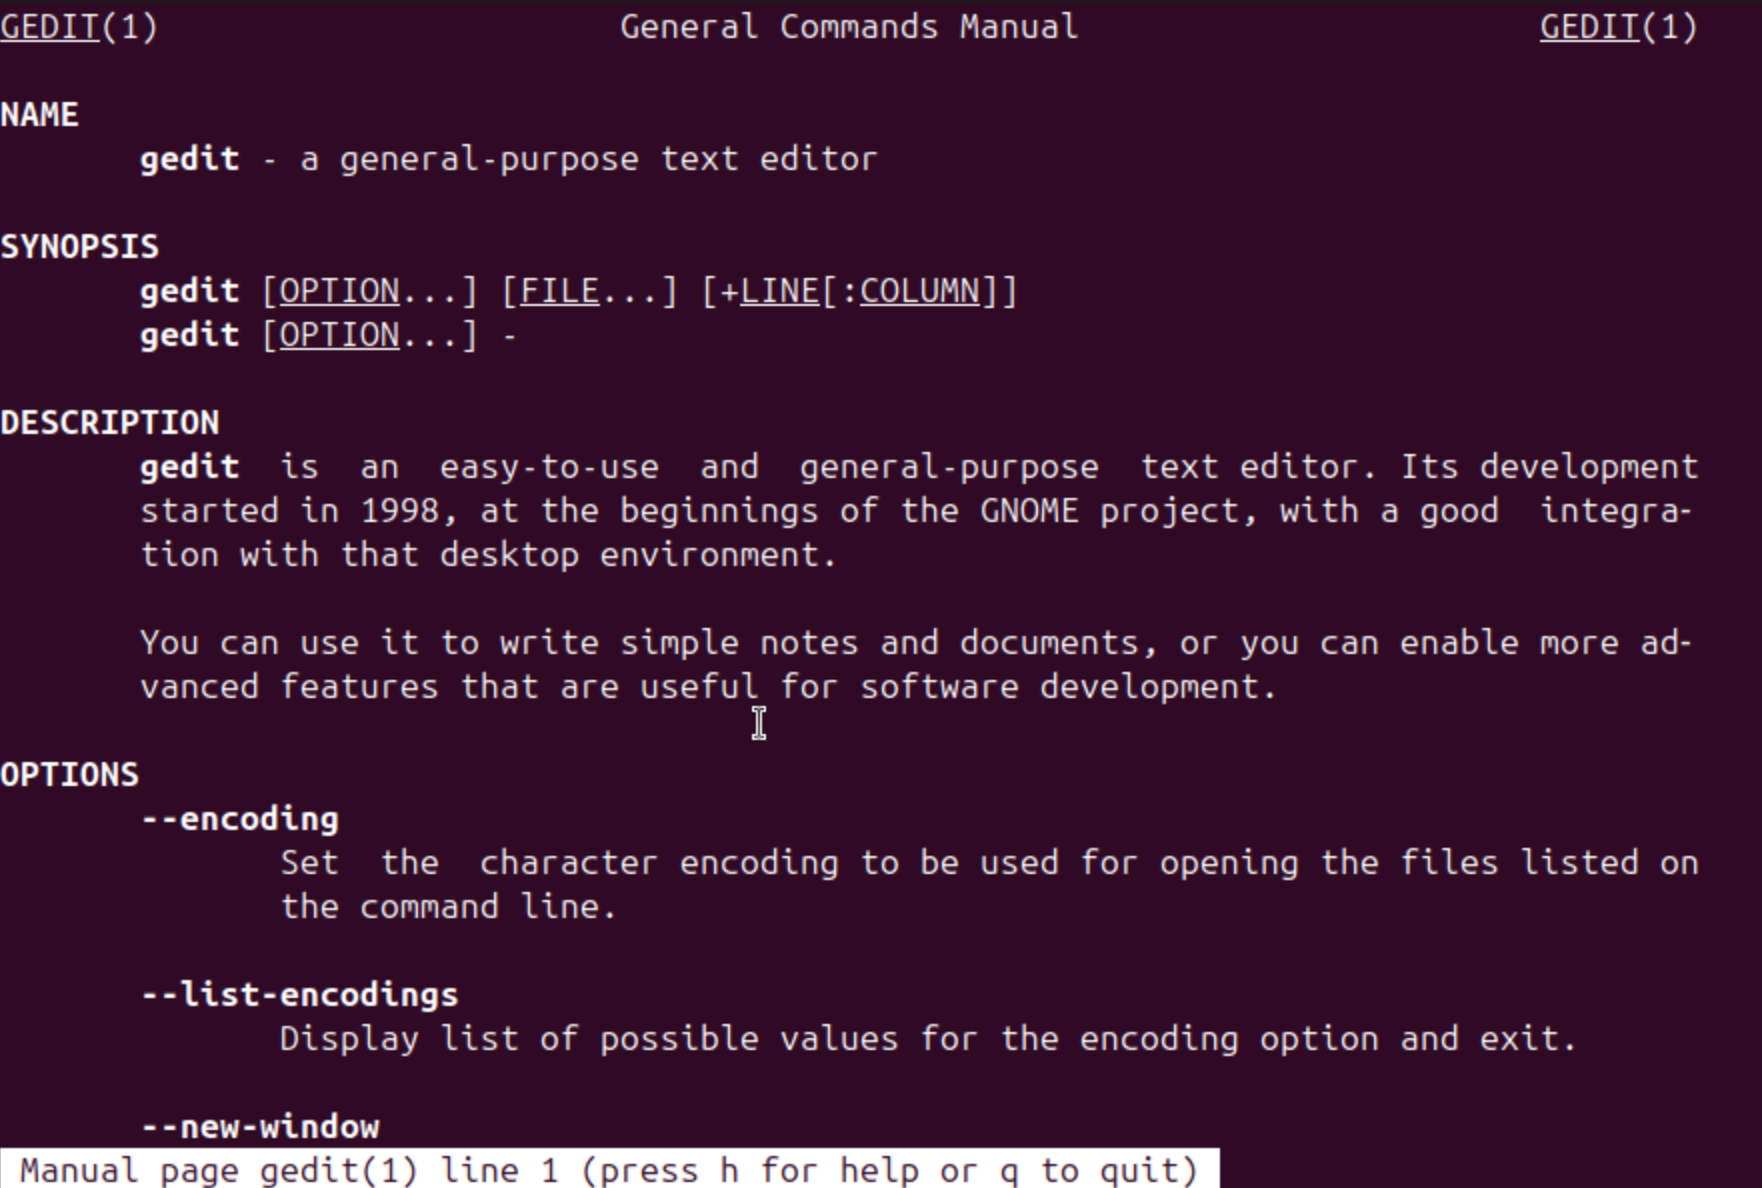 GEDIT(1) General Commands Manual GEDIT(1)
NAME
gedit - a general-purpose text editor
SYNOPSIS
gedit [OPTION...] [FILE...] [+LINE[:COLUMN]]
gedit [OPTION...] -
DESCRIPTION
gedit is an easy-to-use and general-purpose text editor. Its development
started in 1998, at the beginnings of the GNOME project, with a good integra-
tion with that desktop environment.
You can use it to write simple notes and documents, or you can enable more ad-
vanced features that are useful for software development.
OPTIONS
--encoding
Set the character encoding to be used for opening the files listed on
the command line.
--list-encodings
Display list of possible values for the encoding option and exit.
--new-window
Manual page gedit(1) line 1 (press h for help or q to quit)